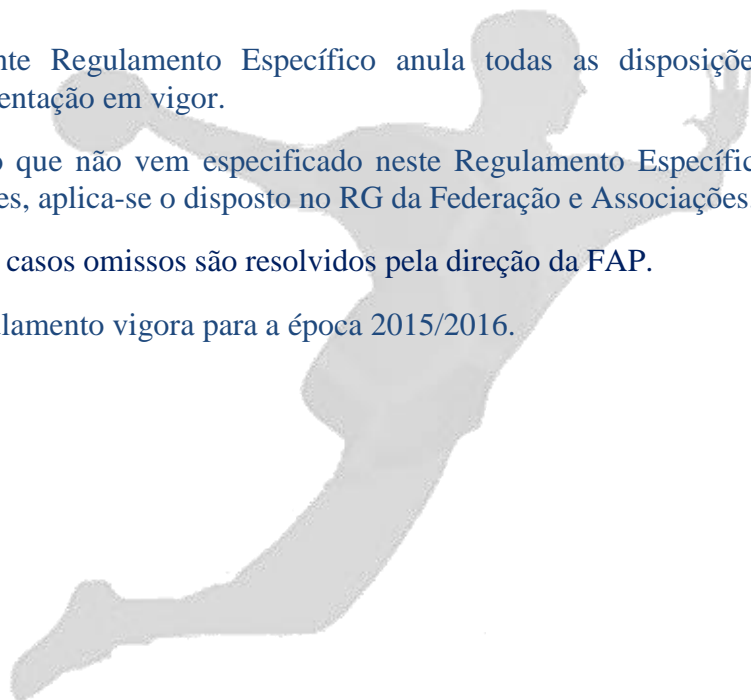 nte Regulamento Específico anula todas as disposiçõe
entação em vigor.
o que não vem especificado neste Regulamento Específic
es, aplica-se o disposto no RG da Federação e Associações
casos omissos são resolvidos pela direção da FAP.
ulamento vigora para a época 2015/2016.